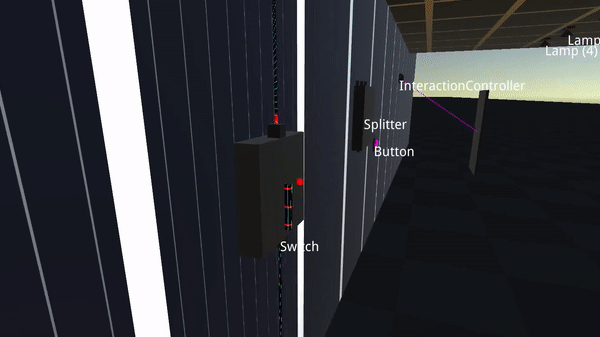 Lamp
Lamp (4)
InteractionController
Splitter
Button
Switch